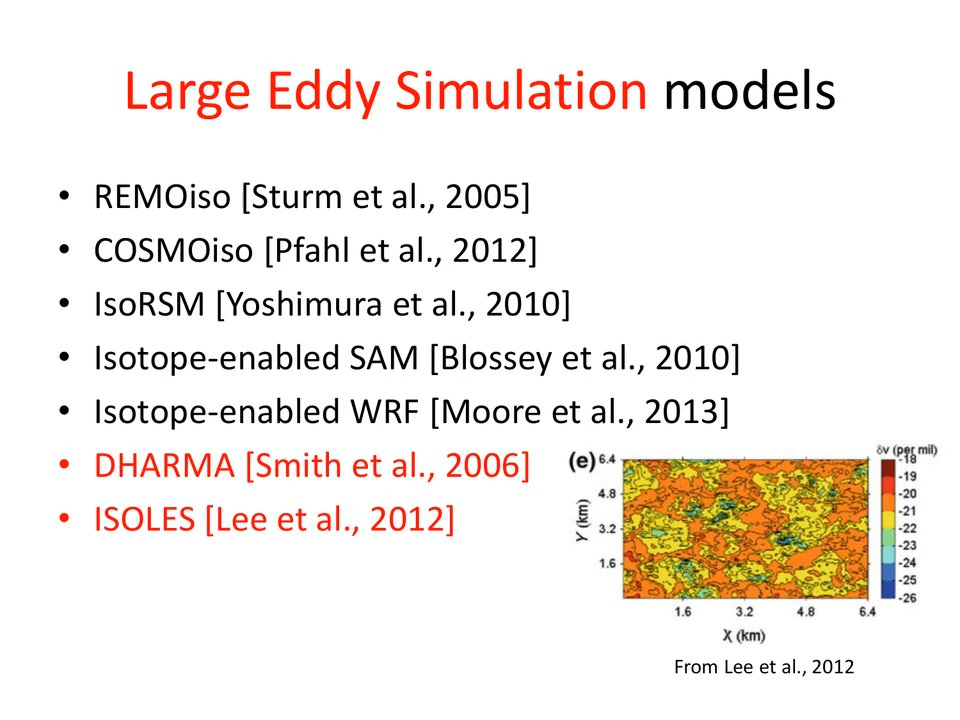 Large Eddy Simulation models
• REMOiso [Sturm et al., 2005]
• COSMOiso [Pfahl et al., 2012]
• IsoRSM [Yoshimura et al., 2010]
• Isotope-enabled SAM [Blossey et al., 2010]
• Isotope-enabled WRF [Moore et al., 2013]
• DHARMA [Smith et al., 2006]
• ISOLES [Lee et al., 2012]
(e)
δv (per mil)
6.4
4.8
3.2
1.6
Y (km)
1.6 3.2 4.8 6.4
X (km)
-18
-19
-20
-21
-22
-23
-24
-25
-26
From Lee et al., 2012